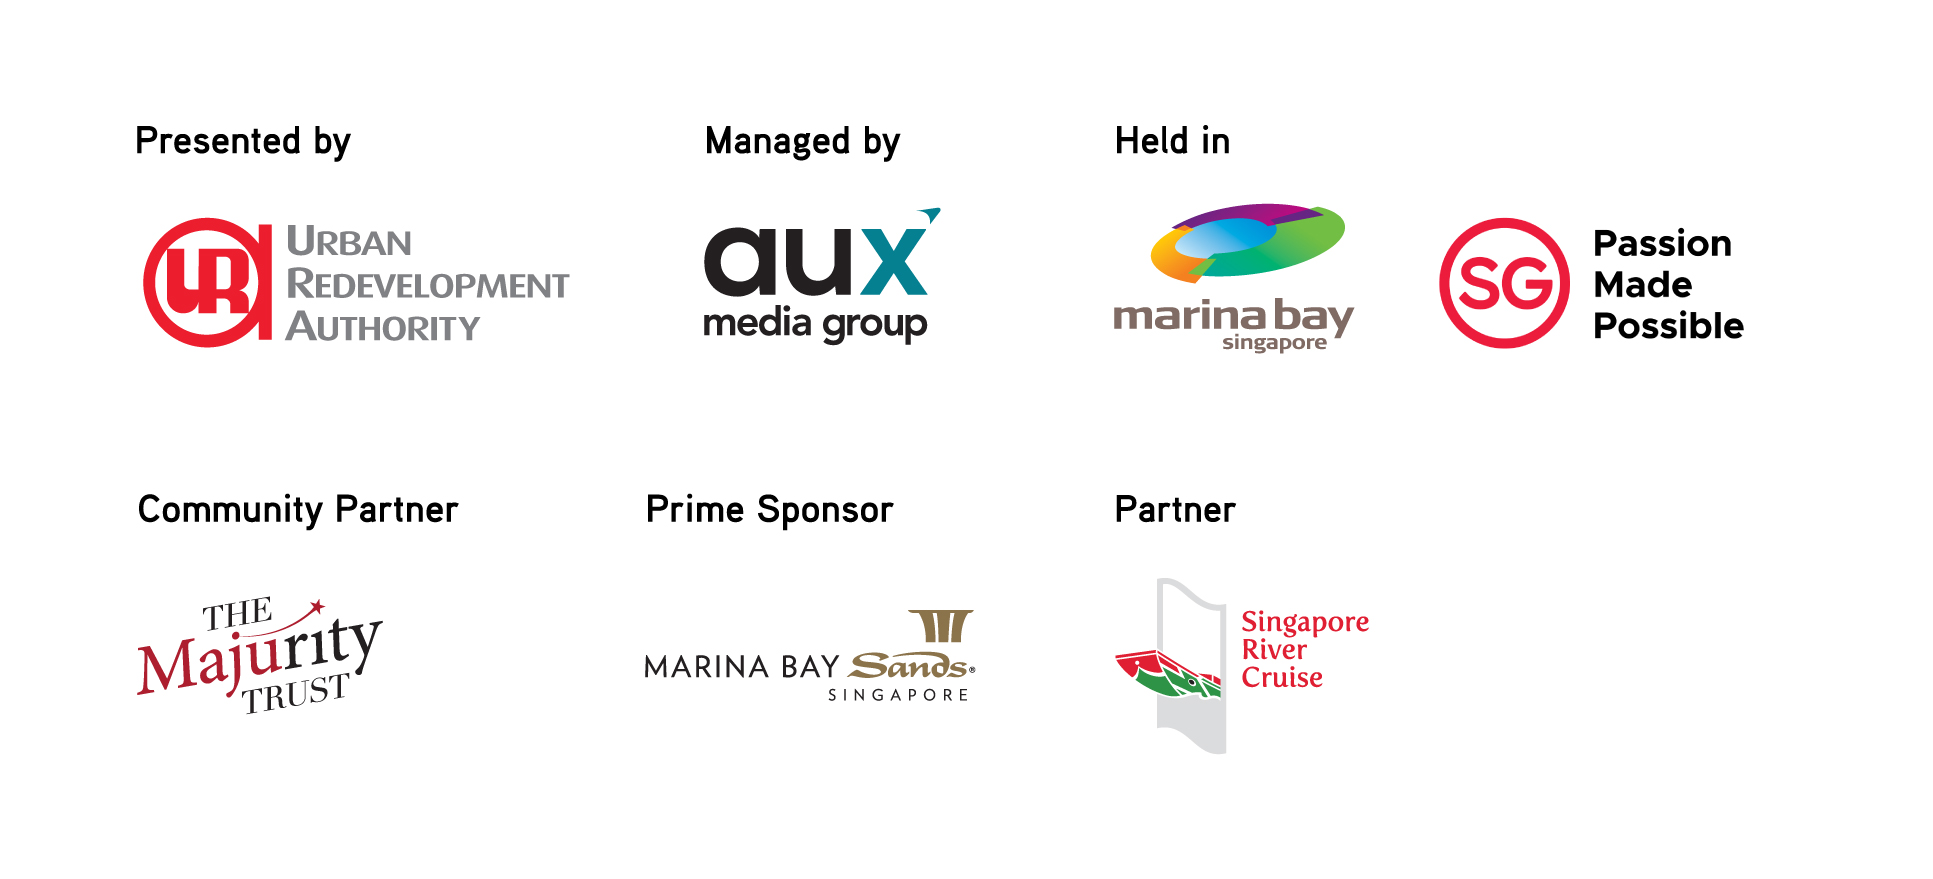 Presented by
Managed by
Held in
UR a
URBAN
REDEVELOPMENT
AUTHORITY
aux
media group
marina bay
singapore
SG
Passion
Made
Possible
Community Partner
Prime Sponsor
Partner
THE
Majurity
TRUST
MARINA BAY Sands®
SINGAPORE
Singapore
River
Cruise